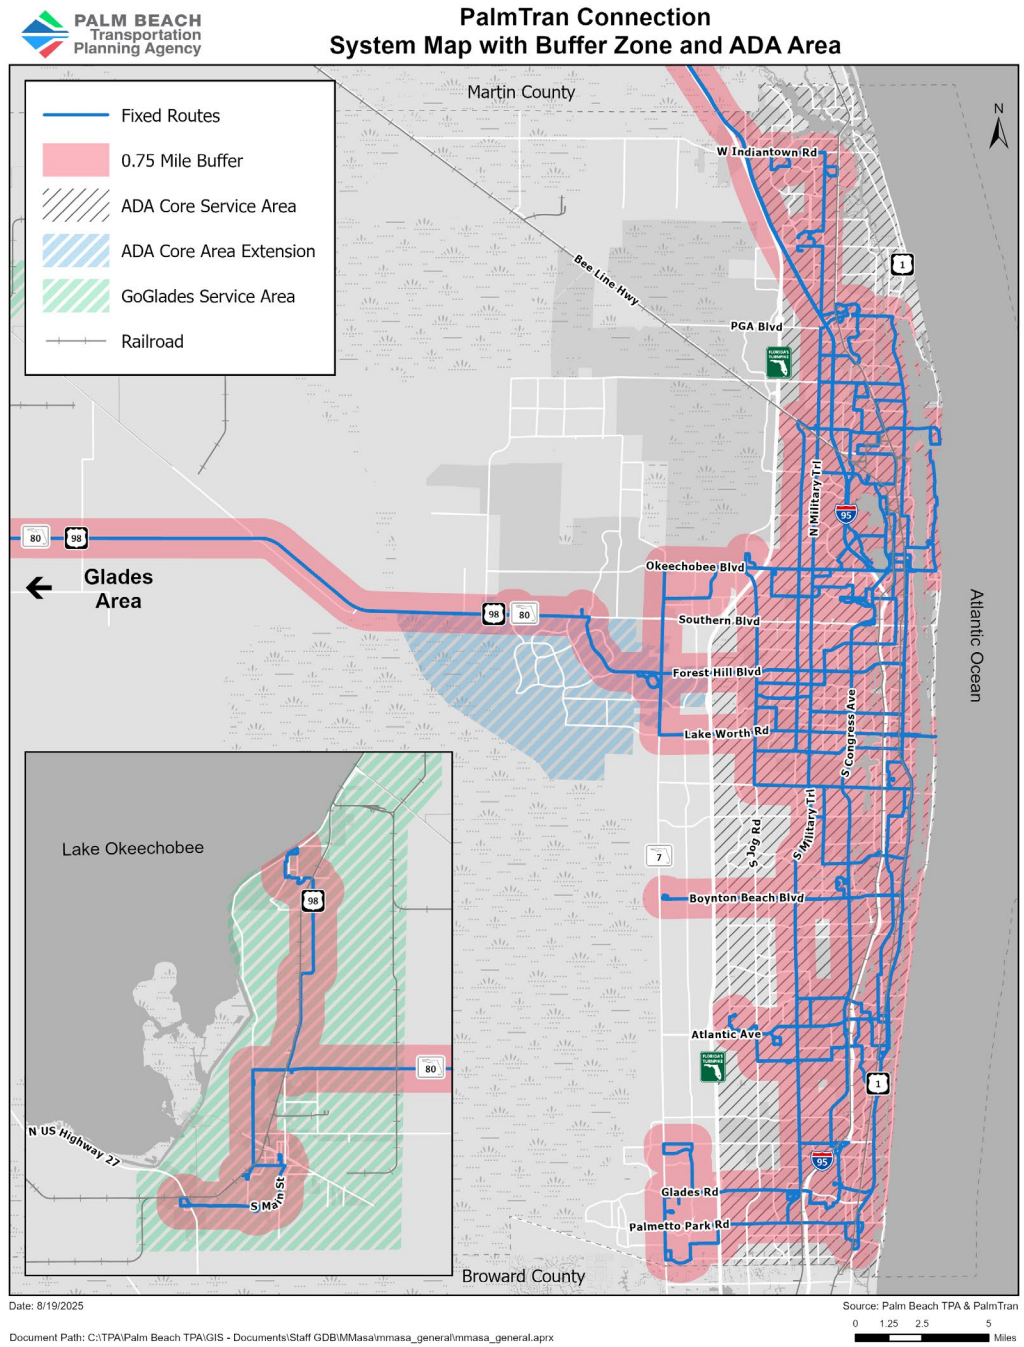 PALM BEACH
Transportation
Planning Agency
PalmTran Connection
System Map with Buffer Zone and ADA Area
Fixed Routes
0.75 Mile Buffer
ADA Core Service Area
ADA Core Area Extension
GoGlades Service Area
Railroad
Martin County
N
W Indiantown Rd
1
Bee Line Hwy
PGA Blvd
FLORIDA'S
TURNPIKE
N Military Trl
95
80
98
Glades
Area
Okeechobee Blvd
98
80
Southern Blvd
Atlantic Ocean
Forest Hill Blvd
Lake Worth Rd
S Congress Ave
S Military Trl
S Jog Rd
7
Boynton Beach Blvd
Lake Okeechobee
98
Atlantic Ave
FLORIDA'S
TURNPIKE
80
1
N US Highway 27
95
S Main St
Glades Rd
Palmetto Park Rd
Broward County
Date: 8/19/2025
Source: Palm Beach TPA & PalmTran
Document Path: C:\TPA\Palm Beach TPA\GIS - Documents\Staff GDB\MMasa\mmasa_general\mmasa_general.aprx
0 1.25 2.5 5
Miles